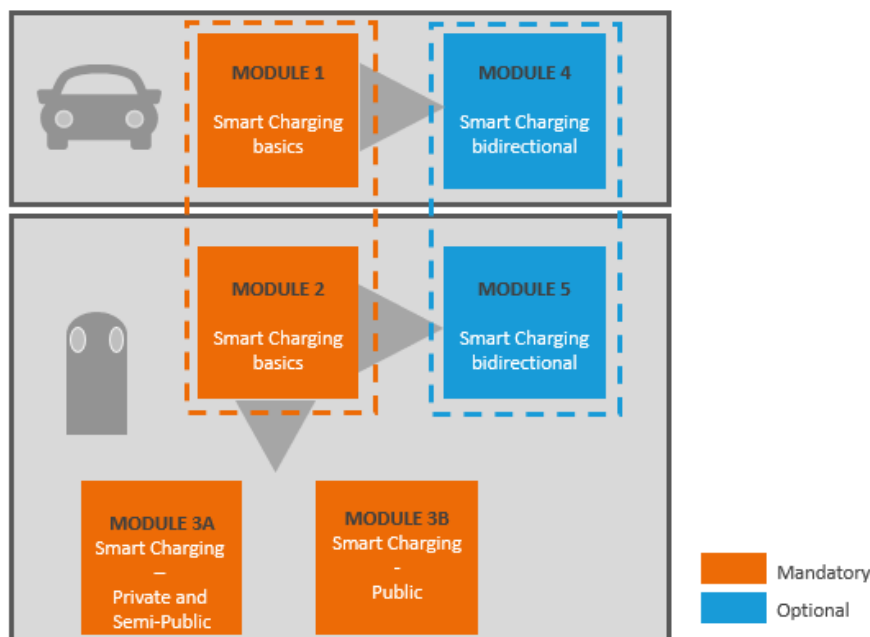 MODULE 1
Smart Charging
basics
MODULE 4
Smart Charging
bidirectional
MODULE 2
Smart Charging
basics
MODULE 5
Smart Charging
bidirectional
MODULE 3A
Smart Charging
–
Private and
Semi-Public
MODULE 3B
Smart Charging
-
Public
Mandatory
Optional